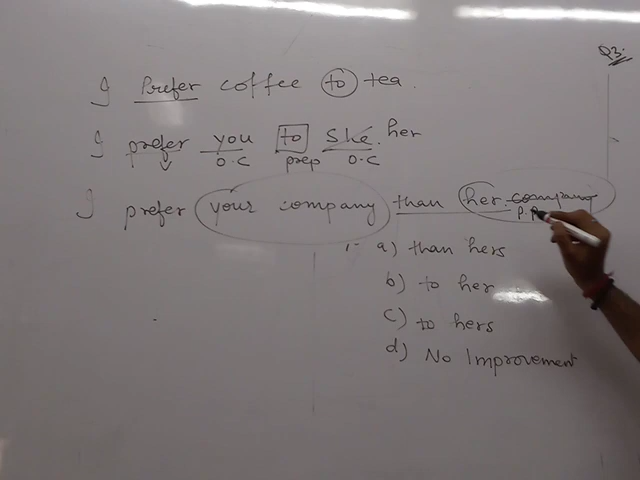 Q3.
I Prefer coffee to tea.
I prefer you to She. her
V O.C prep O.C
I prefer your company than her company
P.P
a) than hers
b) to her
c) to hers
d) No Improvement